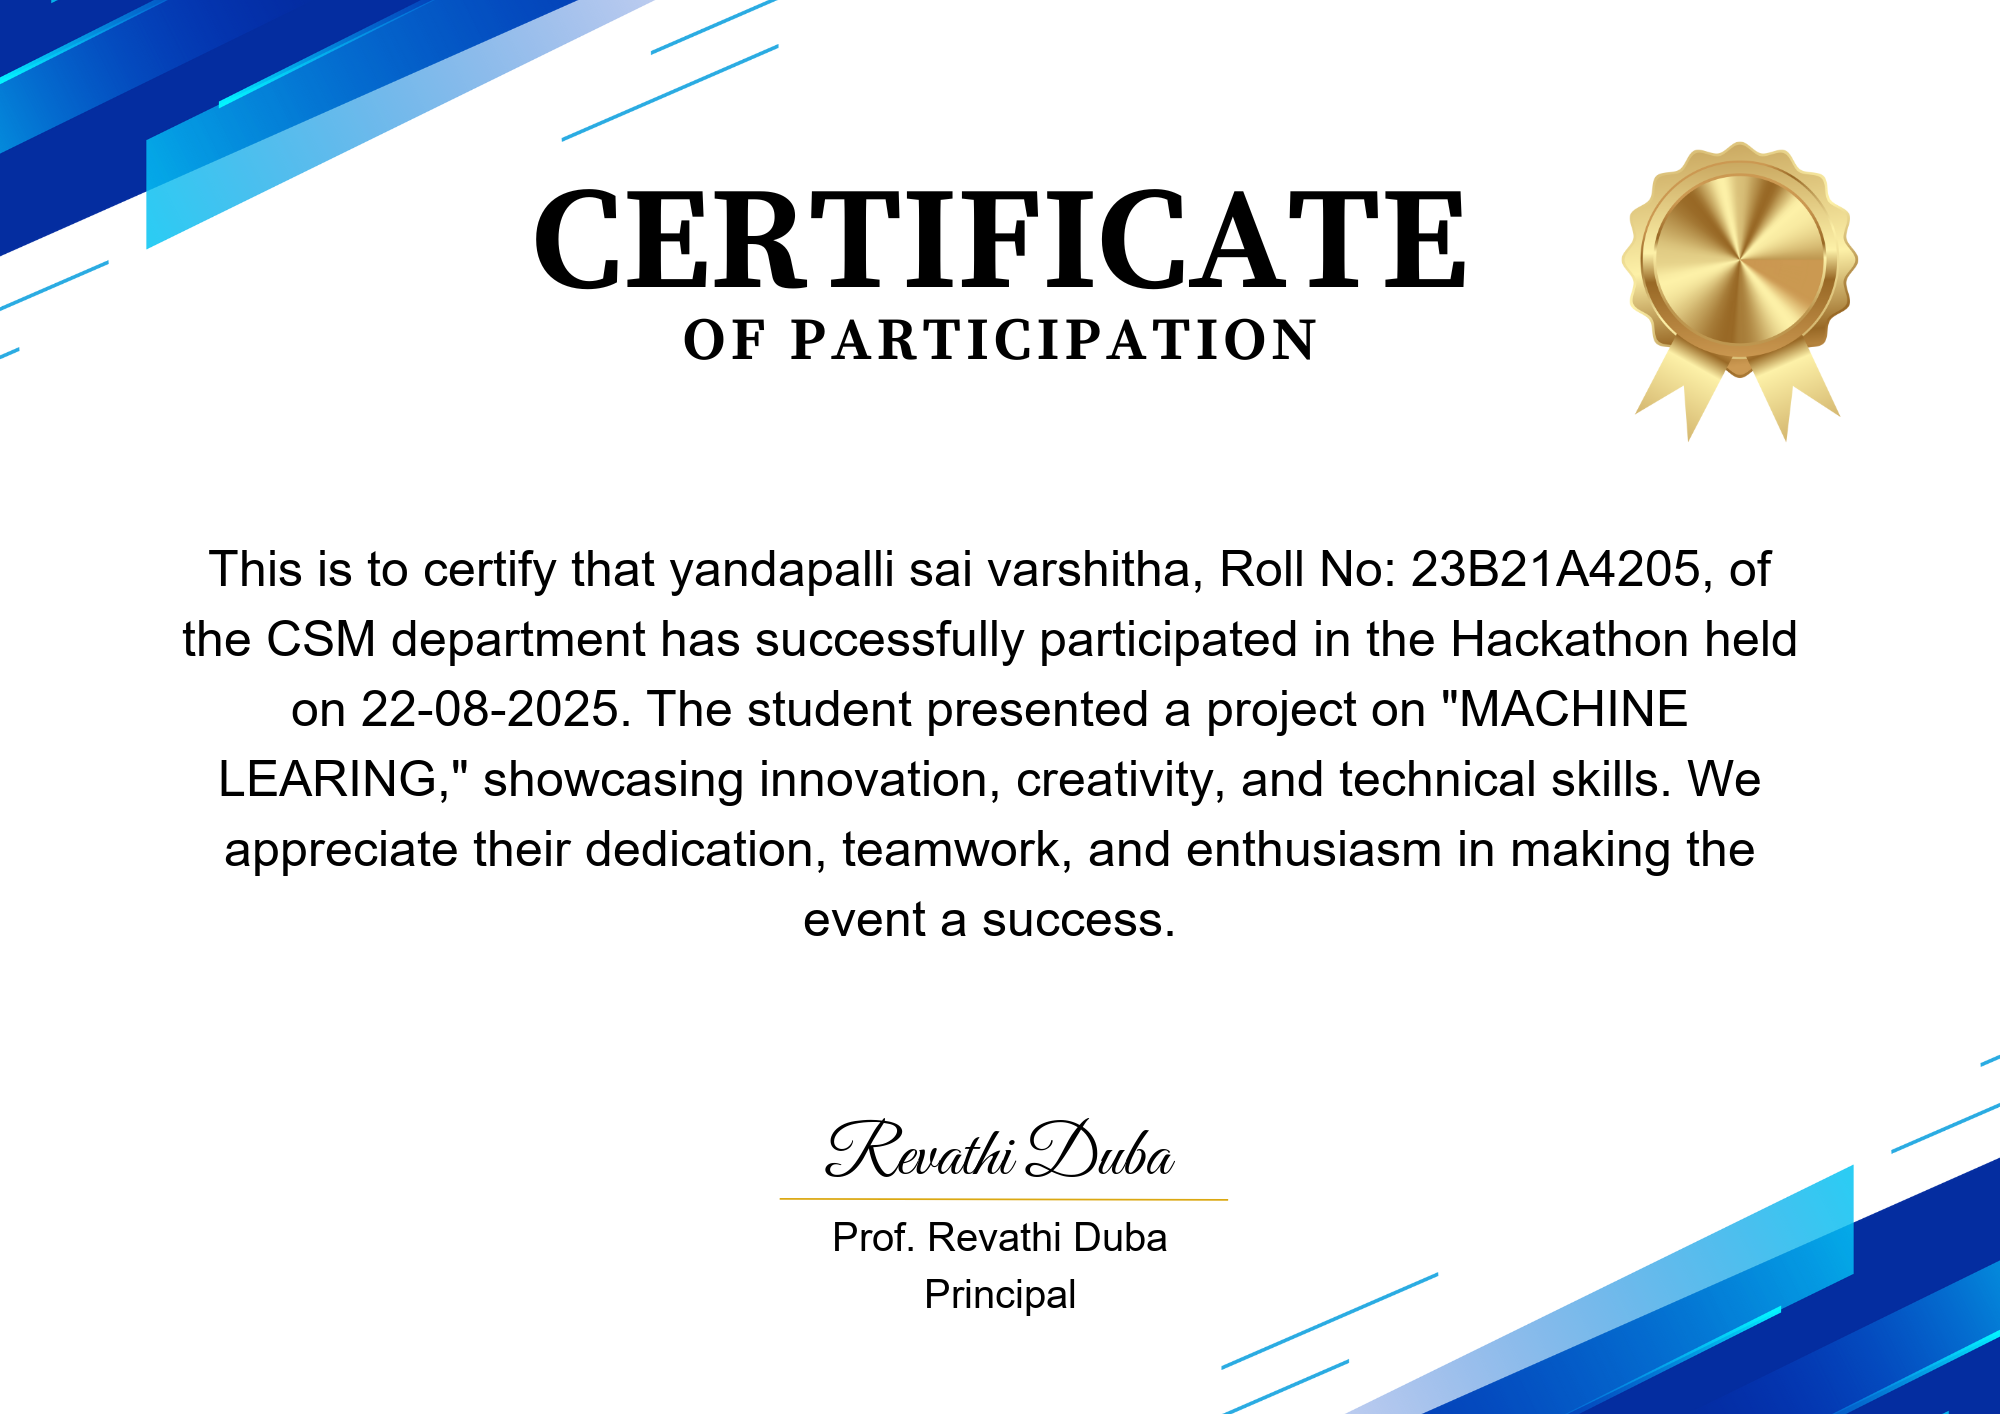 CERTIFICATE
OF PARTICIPATION
This is to certify that yandapalli sai varshitha, Roll No: 23B21A4205, of
the CSM department has successfully participated in the Hackathon held
on 22-08-2025. The student presented a project on "MACHINE
LEARING," showcasing innovation, creativity, and technical skills. We
appreciate their dedication, teamwork, and enthusiasm in making the
event a success.
Revathi Duba
Prof. Revathi Duba
Principal